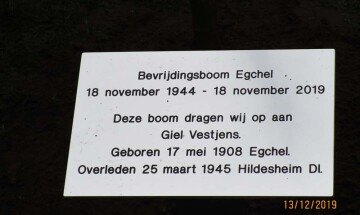 Bevrijdingsboom Egchel
18 november 1944 - 18 november 2019
Deze boom dragen wij op aan
Giel Vestjens.
Geboren 17 mei 1908 Egchel.
Overleden 25 maart 1945 Hildesheim Dl.
13/12/2019